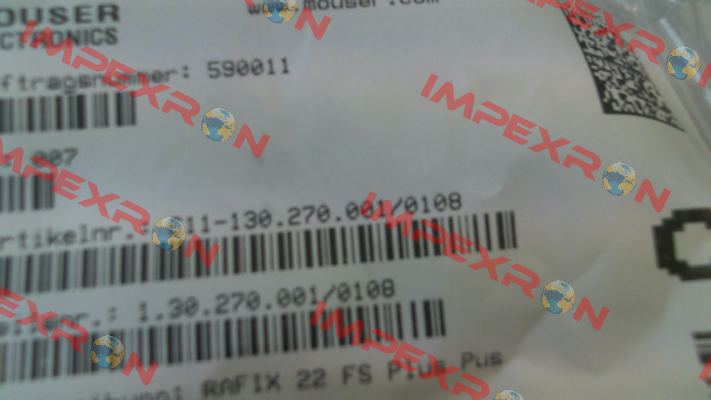 OUSER www.mouser.com
CTRONICS
ftragsnummer: 590011
007
rtikelnr.: 611-130.270.001/0108
1.30.270.001/0108
RAFIX 22 FS Plus Pus
IMPEXRON
IMPEXRON
IMPEXRON
IMPEXRON
IMPEXRON
IMPEXRON
IMPEXRON